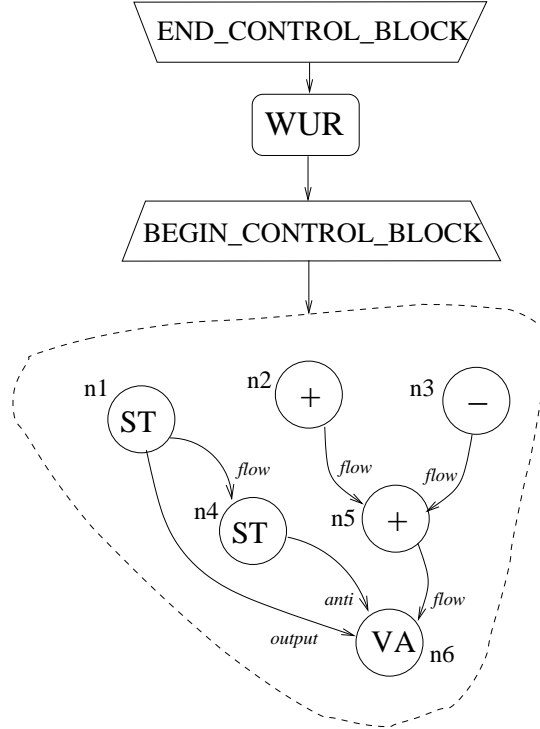 END_CONTROL_BLOCK
WUR
BEGIN_CONTROL_BLOCK
n1
ST
n2
+
n3
−
flow
n4
ST
flow
n5
+
flow
anti
flow
output
VA
n6